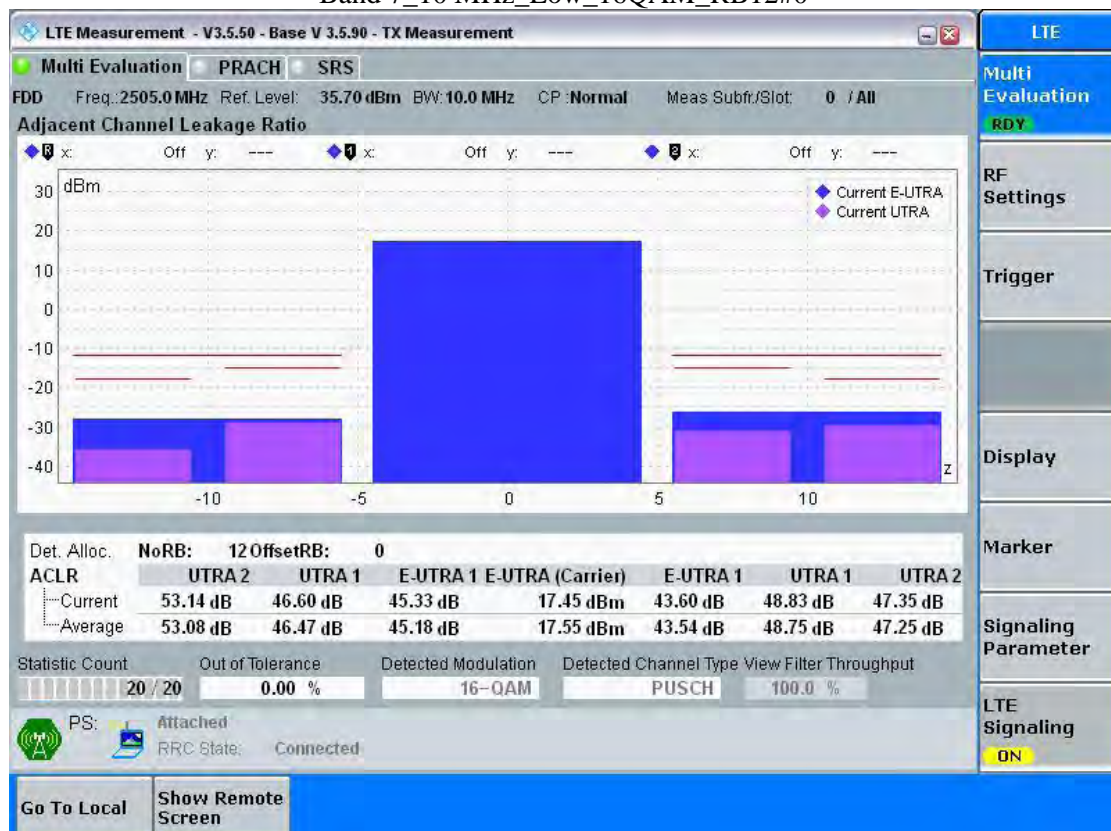 LTE Measurement - V3.5.50 - Base V 3.5.90 - TX Measurement
LTE
Multi Evaluation PRACH SRS
Multi
Evaluation
RDY
FDD Freq.:2505.0 MHz Ref. Level: 35.70 dBm BW:10.0 MHz CP :Normal Meas Subfr./Slot: 0 / All
Adjacent Channel Leakage Ratio
R x: Off y: --- 1 x: Off y: --- 2 x: Off y: ---
dBm
Current E-UTRA
Current UTRA
30
20
10
0
-10
-20
-30
-40
z
-10 -5 0 5 10
RF
Settings
Trigger
Display
Marker
Det. Alloc. NoRB: 12 OffsetRB: 0
ACLR UTRA 2 UTRA 1 E-UTRA 1 E-UTRA (Carrier) E-UTRA 1 UTRA 1 UTRA 2
Current 53.14 dB 46.60 dB 45.33 dB 17.45 dBm 43.60 dB 48.83 dB 47.35 dB
Average 53.08 dB 46.47 dB 45.18 dB 17.55 dBm 43.54 dB 48.75 dB 47.25 dB
Signaling
Parameter
Statistic Count Out of Tolerance Detected Modulation Detected Channel Type View Filter Throughput
20 / 20 0.00 % 16-QAM PUSCH 100.0 %
LTE
Signaling
ON
PS: Attached
RRC State: Connected
Go To Local
Show Remote
Screen